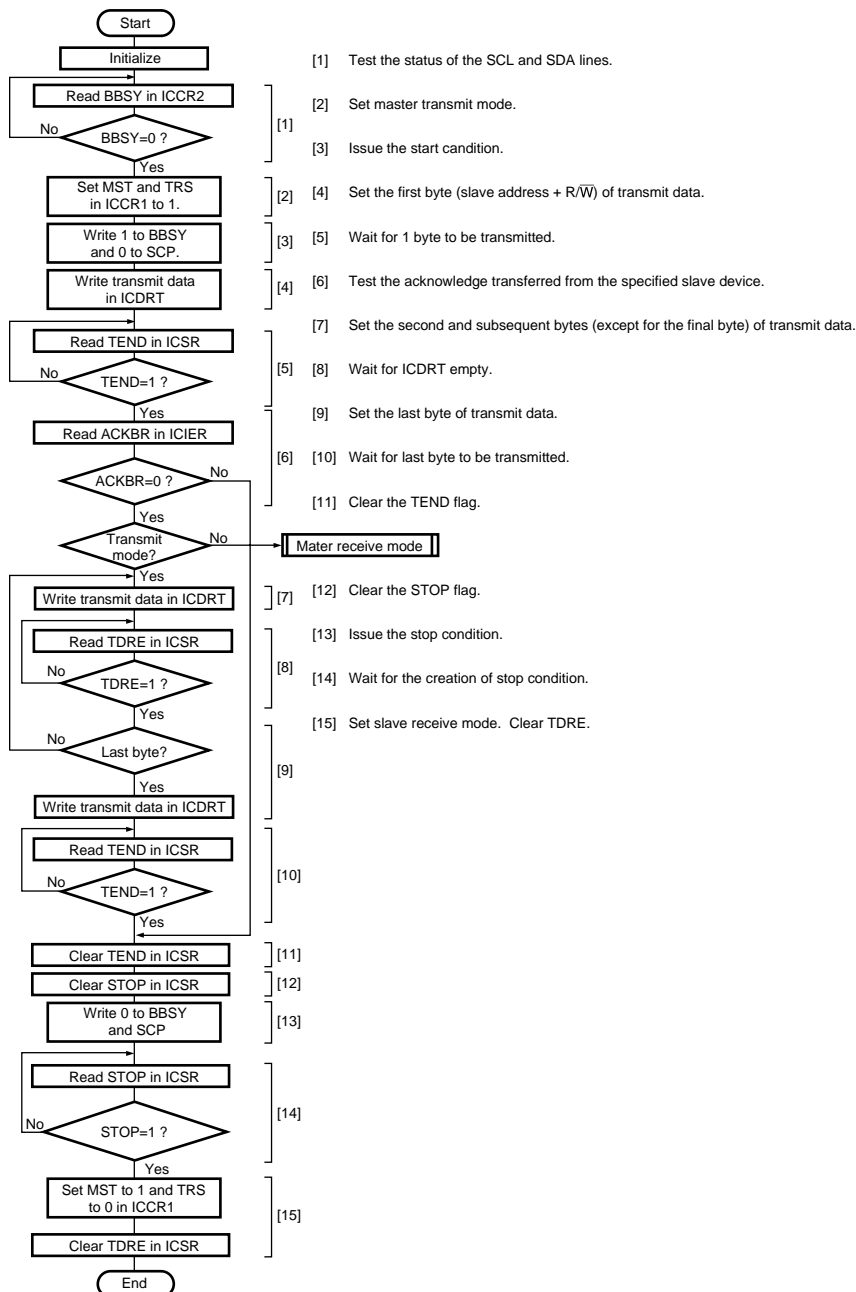 Start
Initialize
Read BBSY in ICCR2
No
BBSY=0 ?
[1]
Yes
Set MST and TRS
in ICCR1 to 1.
[2]
Write 1 to BBSY
and 0 to SCP.
[3]
Write transmit data
in ICDRT
[4]
Read TEND in ICSR
No
TEND=1 ?
[5]
Yes
Read ACKBR in ICIER
[6]
ACKBR=0 ?
No
Yes
Transmit
mode?
No
Mater receive mode
Yes
Write transmit data in ICDRT
[7]
Read TDRE in ICSR
No
TDRE=1 ?
[8]
Yes
No
Last byte?
[9]
Yes
Write transmit data in ICDRT
Read TEND in ICSR
No
TEND=1 ?
[10]
Yes
Clear TEND in ICSR
[11]
Clear STOP in ICSR
[12]
Write 0 to BBSY
and SCP
[13]
Read STOP in ICSR
No
STOP=1 ?
[14]
Yes
Set MST to 1 and TRS
to 0 in ICCR1
[15]
Clear TDRE in ICSR
End
[1] Test the status of the SCL and SDA lines.
[2] Set master transmit mode.
[3] Issue the start candition.
[4] Set the first byte (slave address + R/W̅) of transmit data.
[5] Wait for 1 byte to be transmitted.
[6] Test the acknowledge transferred from the specified slave device.
[7] Set the second and subsequent bytes (except for the final byte) of transmit data.
[8] Wait for ICDRT empty.
[9] Set the last byte of transmit data.
[10] Wait for last byte to be transmitted.
[11] Clear the TEND flag.
[12] Clear the STOP flag.
[13] Issue the stop condition.
[14] Wait for the creation of stop condition.
[15] Set slave receive mode. Clear TDRE.